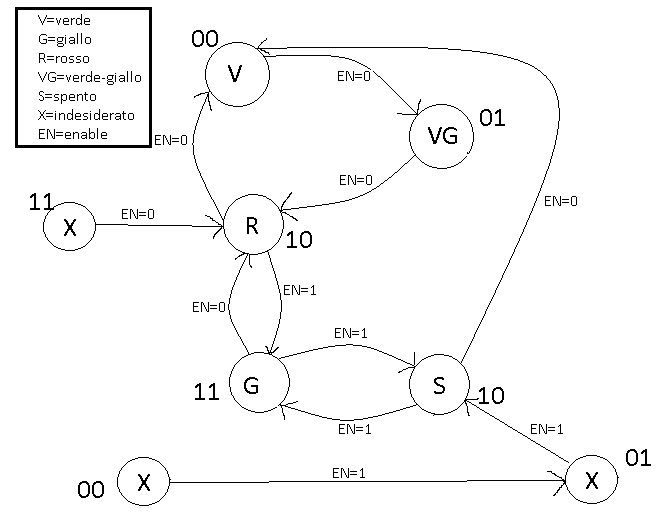 V=verde
G=giallo
R=rosso
VG=verde-giallo
S=spento
X=indesiderato
EN=enable
00
V
EN=0
VG
01
EN=0
EN=0
EN=0
11
X
EN=0
R
10
EN=0
EN=1
G
11
EN=1
S
10
EN=1
EN=1
00
X
EN=1
X
01